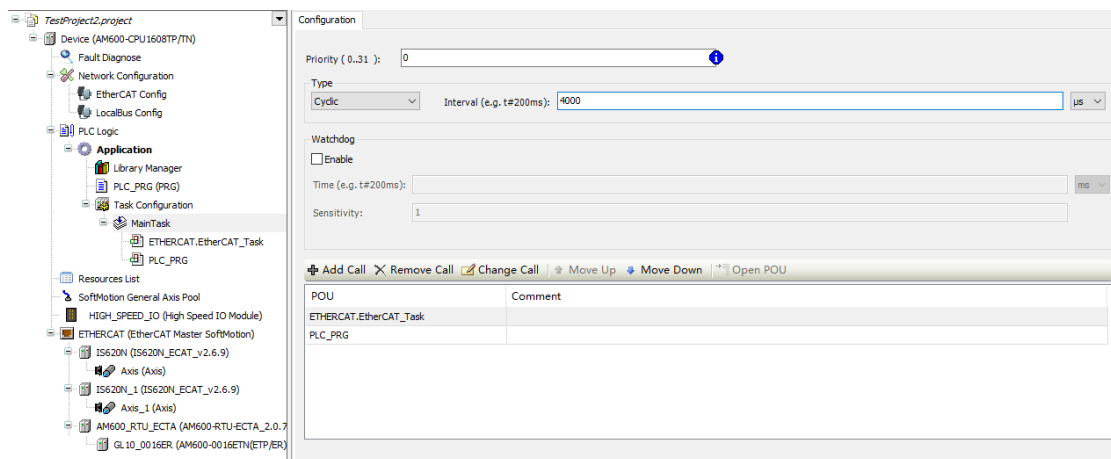 TestProject2.project
Device (AM600-CPU1608TP/TN)
Fault Diagnose
Network Configuration
EtherCAT Config
LocalBus Config
PLC Logic
Application
Library Manager
PLC_PRG (PRG)
Task Configuration
MainTask
ETHERCAT.EtherCAT_Task
PLC_PRG
Resources List
SoftMotion General Axis Pool
HIGH_SPEED_IO (High Speed IO Module)
ETHERCAT (EtherCAT Master SoftMotion)
IS620N (IS620N_ECAT_v2.6.9)
Axis (Axis)
IS620N_1 (IS620N_ECAT_v2.6.9)
Axis_1 (Axis)
AM600_RTU_ECTA (AM600-RTU-ECTA_2.0.7
GL10_0016ER (AM600-0016ETN(ETP/ER)
Configuration
Priority ( 0..31 ): 0
Type
Cyclic Interval (e.g. t#200ms): 4000 µs
Watchdog
Enable
Time (e.g. t#200ms): ms
Sensitivity: 1
Add Call Remove Call Change Call Move Up Move Down Open POU
POU Comment
ETHERCAT.EtherCAT_Task
PLC_PRG